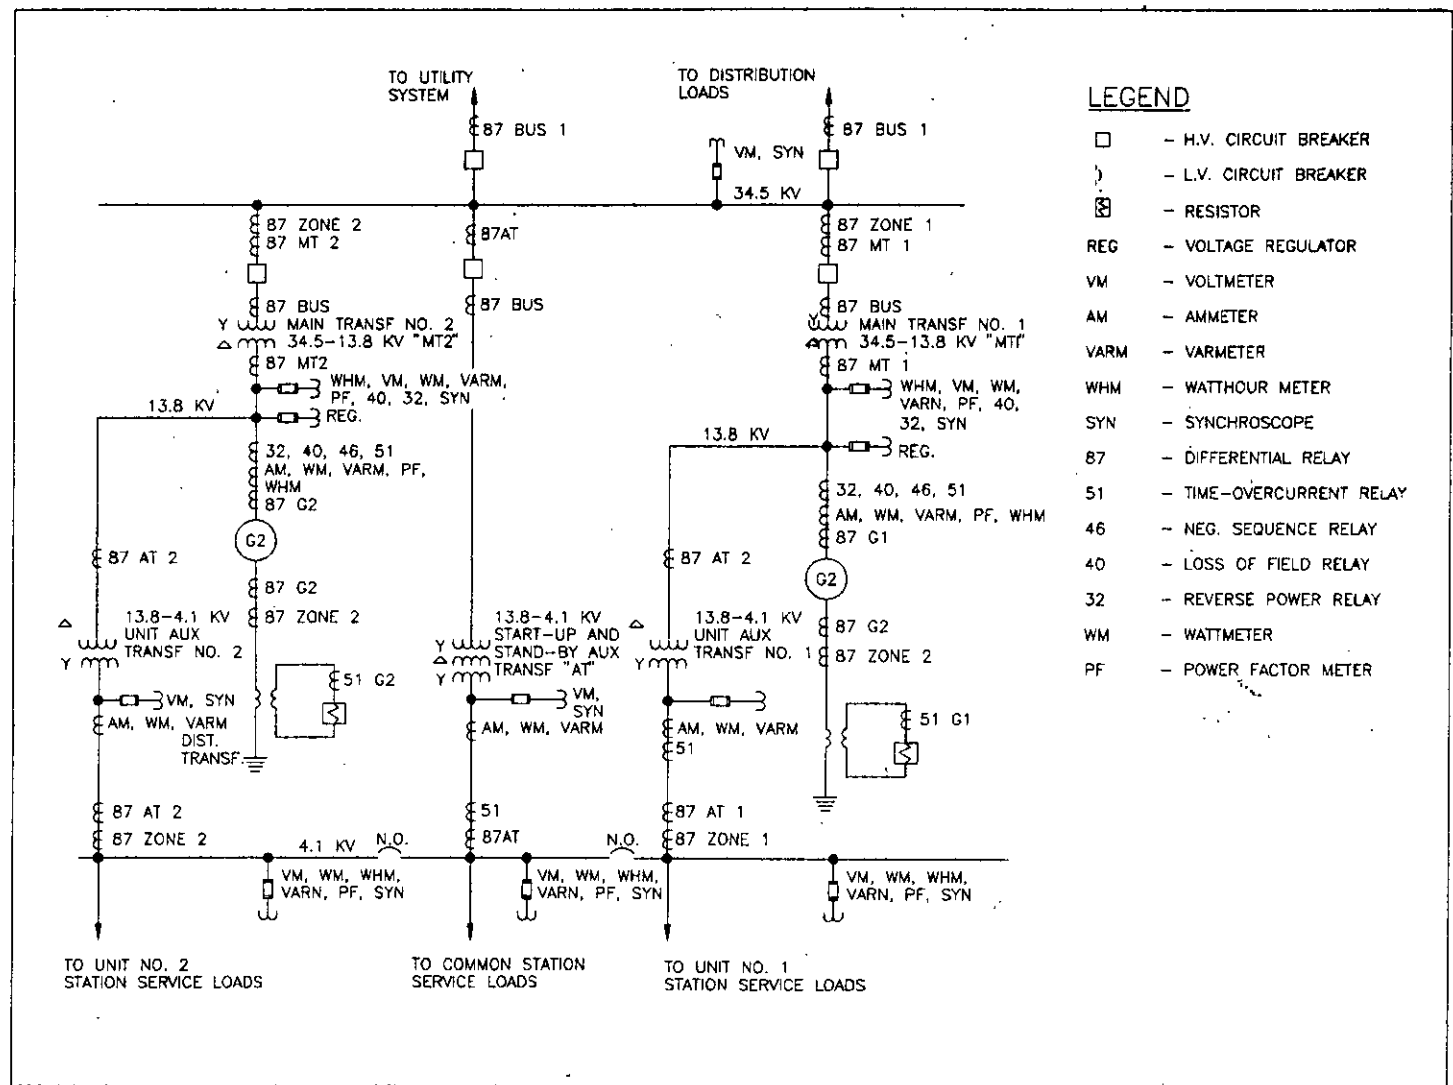 TO UTILITY
SYSTEM
TO DISTRIBUTION
LOADS
87 BUS 1
87 BUS 1
VM, SYN
34.5 KV
87 ZONE 2
87 MT 2
87AT
87 ZONE 1
87 MT 1
87 BUS
87 BUS
87 BUS
Y
MAIN TRANSF NO. 2
34.5-13.8 KV "MT2"
Y
MAIN TRANSF NO. 1
34.5-13.8 KV "MT1"
87 MT2
87 MT 1
WHM, VM, WM, VARM,
PF, 40, 32, SYN
WHM, VM, WM,
VARN, PF, 40,
32, SYN
13.8 KV
REG.
13.8 KV
REG.
32, 40, 46, 51
AM, WM, VARM, PF,
WHM
87 G2
32, 40, 46, 51
AM, WM, VARM, PF, WHM
87 G1
G2
G2
87 AT 2
87 AT 2
87 G2
87 ZONE 2
87 G2
87 ZONE 2
13.8-4.1 KV
UNIT AUX
TRANSF NO. 2
Y
13.8-4.1 KV
START-UP AND
STAND-BY AUX
TRANSF "AT"
Y
Y
13.8-4.1 KV
UNIT AUX
TRANSF NO. 1
Y
51 G2
51 G1
VM, SYN
AM, WM, VARM
DIST.
TRANSF.
VM,
SYN
AM, WM, VARM
AM, WM, VARM
51
87 AT 2
87 ZONE 2
51
87AT
87 AT 1
87 ZONE 1
4.1 KV
N.O.
N.O.
VM, WM, WHM,
VARN, PF, SYN
VM, WM, WHM,
VARN, PF, SYN
VM, WM, WHM,
VARN, PF, SYN
TO UNIT NO. 2
STATION SERVICE LOADS
TO COMMON STATION
SERVICE LOADS
TO UNIT NO. 1
STATION SERVICE LOADS
LEGEND
- H.V. CIRCUIT BREAKER
- L.V. CIRCUIT BREAKER
- RESISTOR
REG - VOLTAGE REGULATOR
VM - VOLTMETER
AM - AMMETER
VARM - VARMETER
WHM - WATTHOUR METER
SYN - SYNCHROSCOPE
87 - DIFFERENTIAL RELAY
51 - TIME-OVERCURRENT RELAY
46 - NEG. SEQUENCE RELAY
40 - LOSS OF FIELD RELAY
32 - REVERSE POWER RELAY
WM - WATTMETER
PF - POWER FACTOR METER